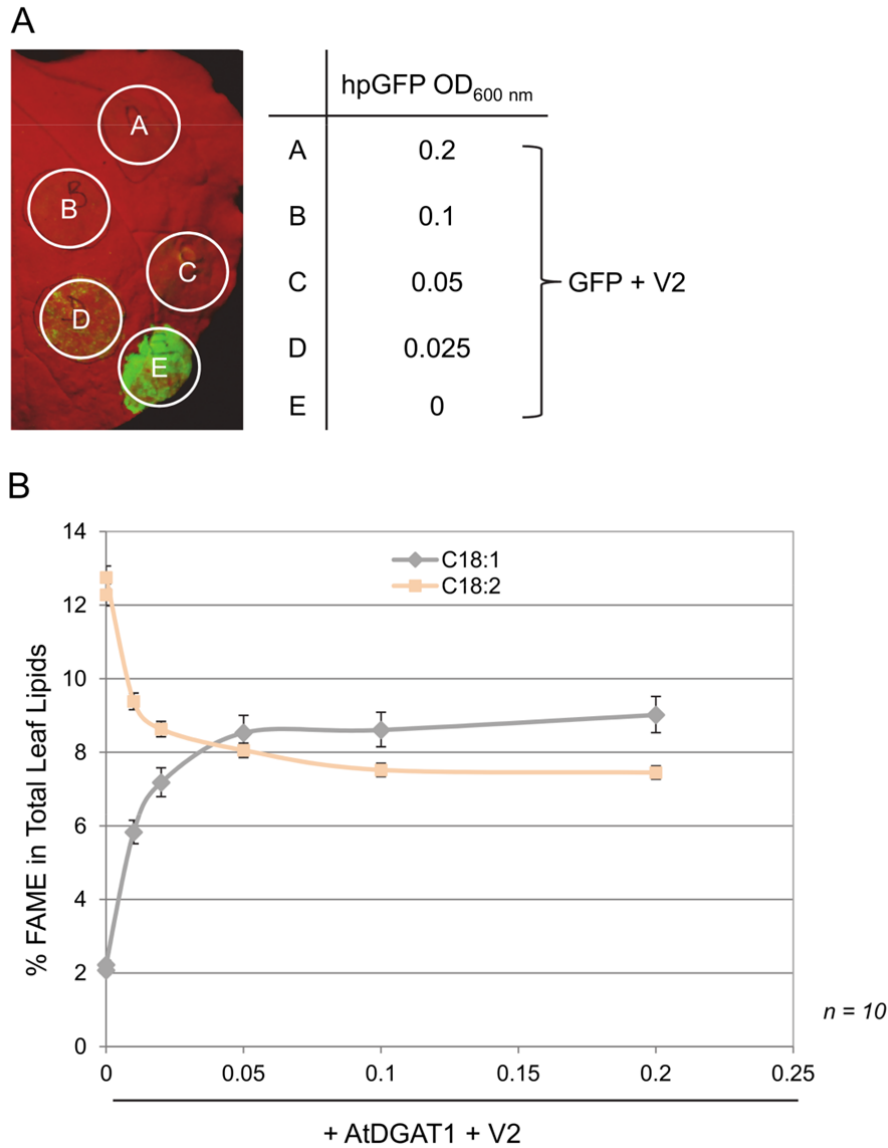 A
hpGFP OD600 nm
A 0.2
B 0.1
C 0.05
D 0.025
E 0
GFP + V2
A
B
C
D
E
B
14
12
10
8
6
4
2
0
% FAME in Total Leaf Lipids
C18:1
C18:2
n = 10
0 0.05 0.1 0.15 0.2 0.25
+ AtDGAT1 + V2